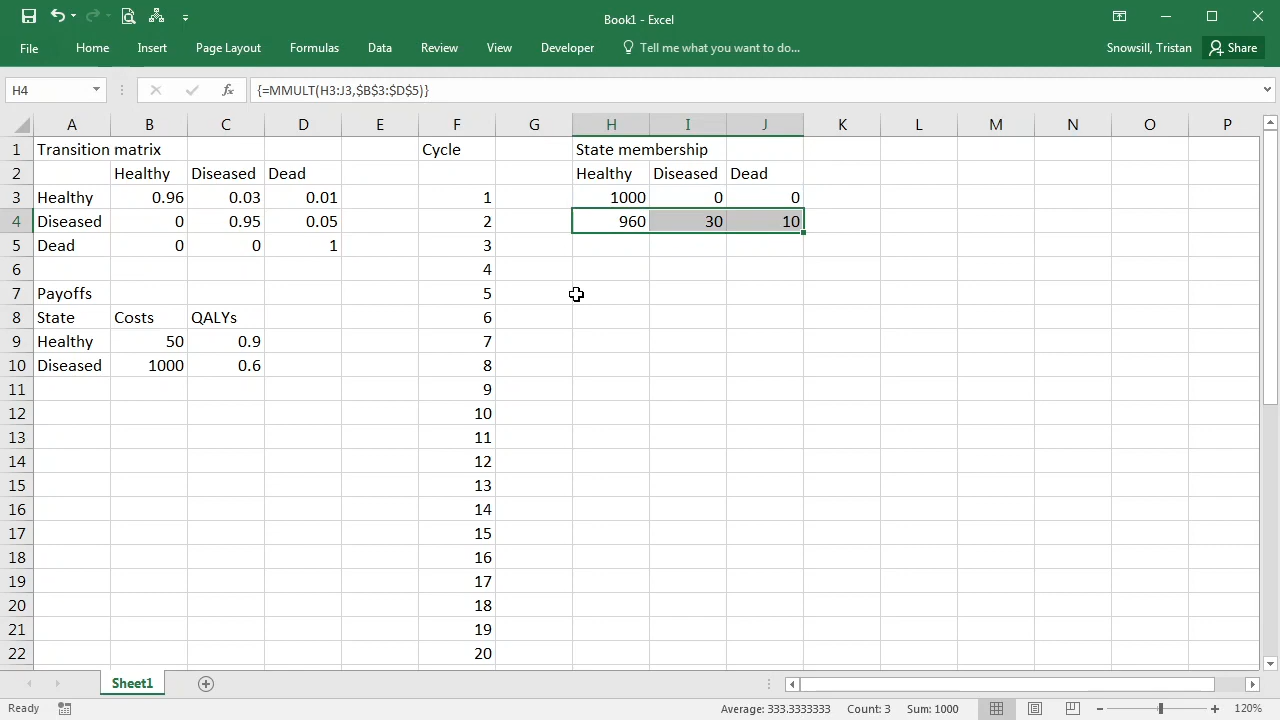 Book1 - Excel
File Home Insert Page Layout Formulas Data Review View Developer Tell me what you want to do... Snowsill, Tristan Share
H4 fx {=MMULT(H3:J3,$B$3:$D$5)}
A B C D E F G H I J K L M N O P
1 Transition matrix Cycle State membership
2 Healthy Diseased Dead Healthy Diseased Dead
3 Healthy 0.96 0.03 0.01 1 1000 0 0
4 Diseased 0 0.95 0.05 2 960 30 10
5 Dead 0 0 1 3
6 4
7 Payoffs 5
8 State Costs QALYs 6
9 Healthy 50 0.9 7
10 Diseased 1000 0.6 8
11 9
12 10
13 11
14 12
15 13
16 14
17 15
18 16
19 17
20 18
21 19
22 20
Sheet1
Ready Average: 333.3333333 Count: 3 Sum: 1000 120%